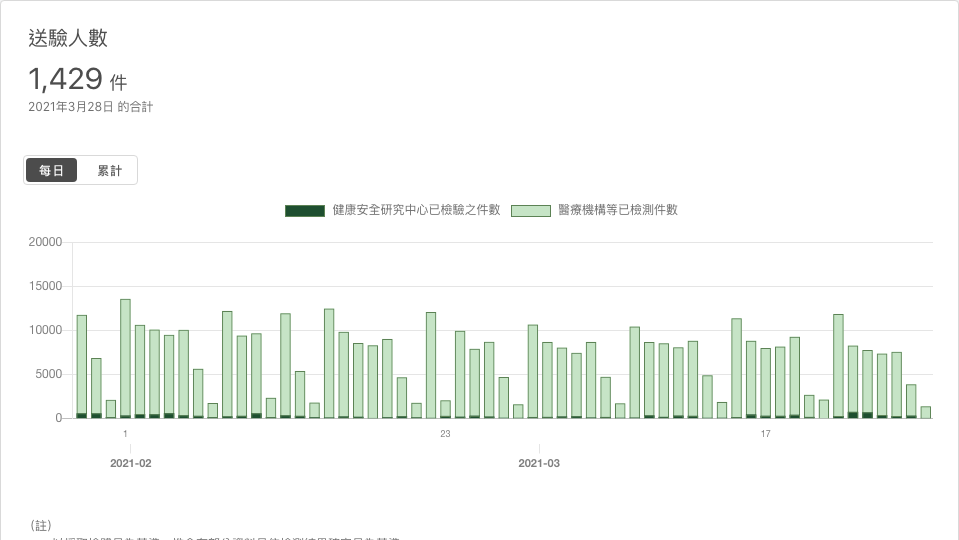 送驗人數
1,429 件
2021年3月28日 的合計
每日 累計
健康安全研究中心已檢驗之件數 醫療機構等已檢測件數
20000
15000
10000
5000
0
1 23 17
2021-02 2021-03
(註)